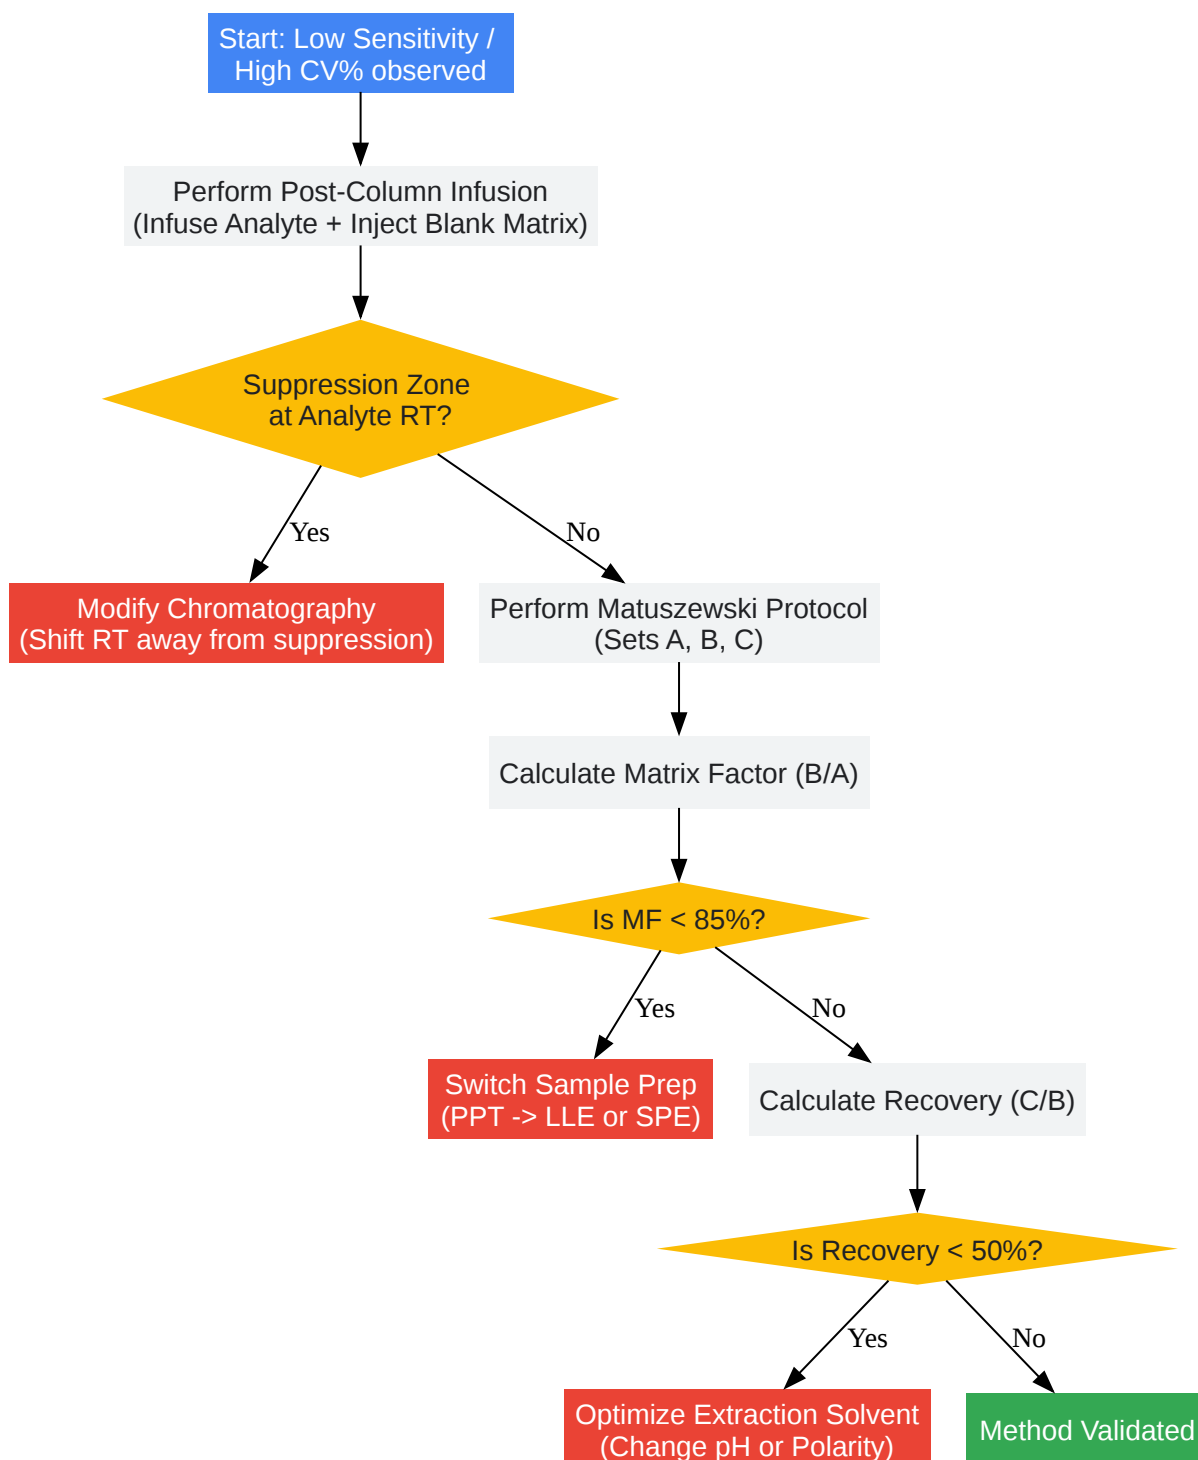 Start: Low Sensitivity /
High CV% observed
Perform Post-Column Infusion
(Infuse Analyte + Inject Blank Matrix)
Suppression Zone
at Analyte RT?
Yes
No
Modify Chromatography
(Shift RT away from suppression)
Perform Matuszewski Protocol
(Sets A, B, C)
Calculate Matrix Factor (B/A)
Is MF < 85%?
Yes
No
Switch Sample Prep
(PPT -> LLE or SPE)
Calculate Recovery (C/B)
Is Recovery < 50%?
Yes
No
Optimize Extraction Solvent
(Change pH or Polarity)
Method Validated